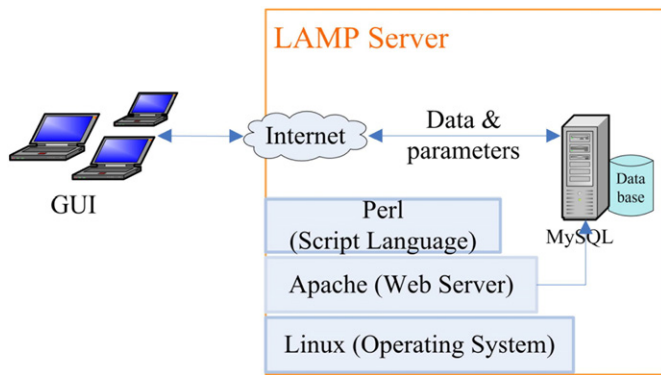 LAMP Server
Internet
Data &
parameters
GUI
Data
base
MySQL
Perl
(Script Language)
Apache (Web Server)
Linux (Operating System)